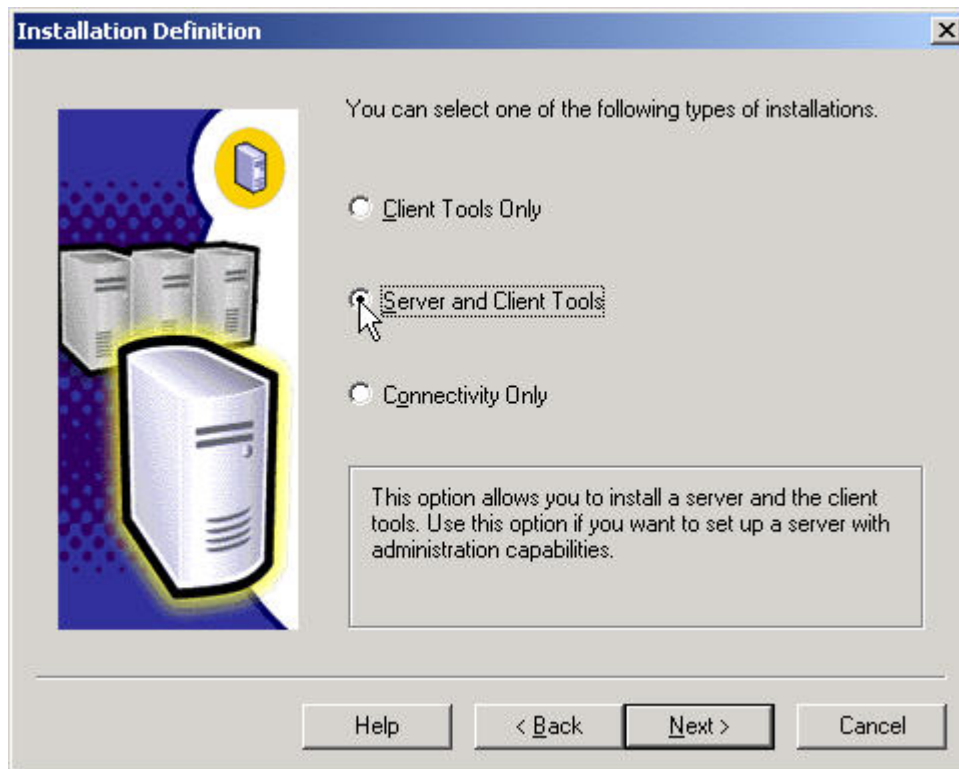 Installation Definition
You can select one of the following types of installations.
Client Tools Only
Server and Client Tools
Connectivity Only
This option allows you to install a server and the client
tools. Use this option if you want to set up a server with
administration capabilities.
Help
< Back
Next >
Cancel